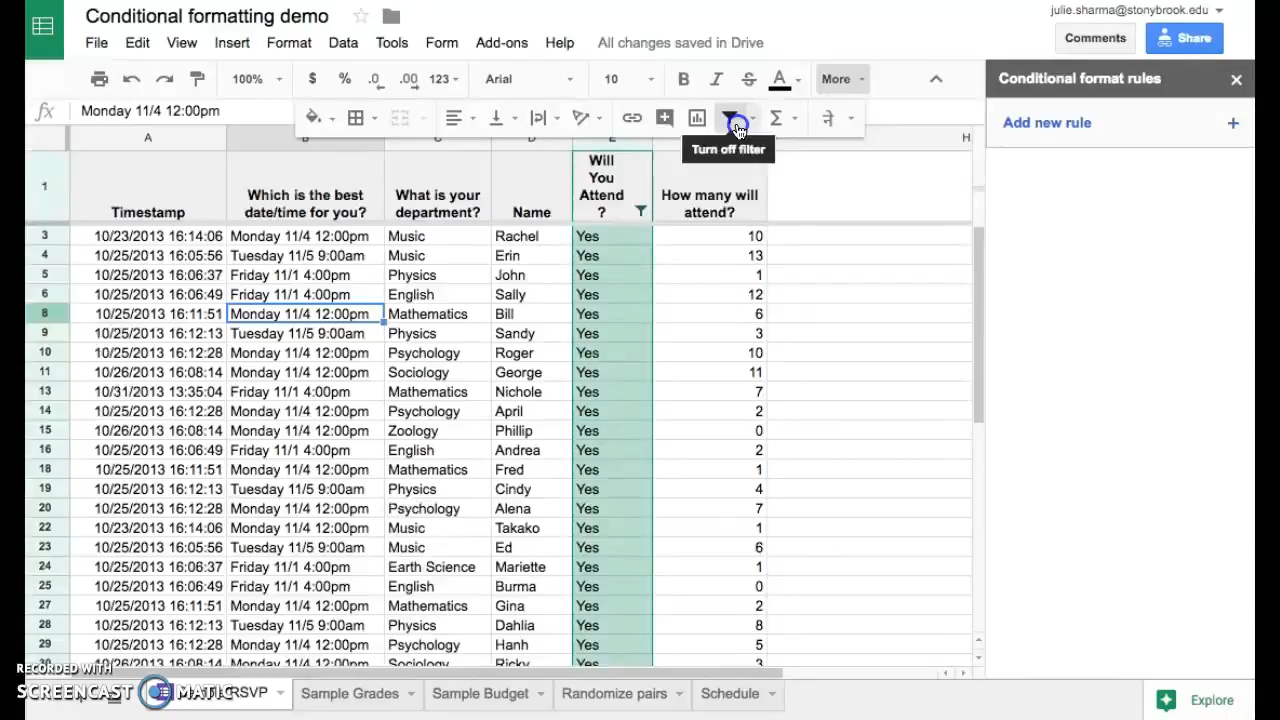 Conditional formatting demo
julie.sharma@stonybrook.edu
File Edit View Insert Format Data Tools Form Add-ons Help All changes saved in Drive
Comments Share
100% $ % .0 .00 123 Arial 10 B I S A More
Conditional format rules
fx Monday 11/4 12:00pm
Add new rule
Turn off filter
A B C D E H
1 Timestamp Which is the best date/time for you? What is your department? Name Will You Attend ? How many will attend?
3 10/23/2013 16:14:06 Monday 11/4 12:00pm Music Rachel Yes 10
4 10/25/2013 16:05:56 Tuesday 11/5 9:00am Music Erin Yes 13
5 10/25/2013 16:06:37 Friday 11/1 4:00pm Physics John Yes 1
6 10/25/2013 16:06:49 Friday 11/1 4:00pm English Sally Yes 12
8 10/25/2013 16:11:51 Monday 11/4 12:00pm Mathematics Bill Yes 6
9 10/25/2013 16:12:13 Tuesday 11/5 9:00am Physics Sandy Yes 3
10 10/25/2013 16:12:28 Monday 11/4 12:00pm Psychology Roger Yes 10
11 10/26/2013 16:08:14 Monday 11/4 12:00pm Sociology George Yes 11
13 10/31/2013 13:35:04 Friday 11/1 4:00pm Mathematics Nichole Yes 7
14 10/25/2013 16:12:28 Monday 11/4 12:00pm Psychology April Yes 2
15 10/26/2013 16:08:14 Monday 11/4 12:00pm Zoology Phillip Yes 0
16 10/25/2013 16:06:49 Friday 11/1 4:00pm English Andrea Yes 2
18 10/25/2013 16:11:51 Monday 11/4 12:00pm Mathematics Fred Yes 1
19 10/25/2013 16:12:13 Tuesday 11/5 9:00am Physics Cindy Yes 4
20 10/25/2013 16:12:28 Monday 11/4 12:00pm Psychology Alena Yes 7
22 10/23/2013 16:14:06 Monday 11/4 12:00pm Music Takako Yes 1
23 10/25/2013 16:05:56 Tuesday 11/5 9:00am Music Ed Yes 6
24 10/25/2013 16:06:37 Friday 11/1 4:00pm Earth Science Mariette Yes 1
25 10/25/2013 16:06:49 Friday 11/1 4:00pm English Burma Yes 0
27 10/25/2013 16:11:51 Monday 11/4 12:00pm Mathematics Gina Yes 2
28 10/25/2013 16:12:13 Tuesday 11/5 9:00am Physics Dahlia Yes 8
29 10/25/2013 16:12:28 Monday 11/4 12:00pm Psychology Hanh Yes 5
10/26/2013 16:08:14 Monday 11/4 12:00pm Sociology Ricky Yes 3
RECORDED WITH
SCREENCAST MATIC
RSVP Sample Grades Sample Budget Randomize pairs Schedule Explore